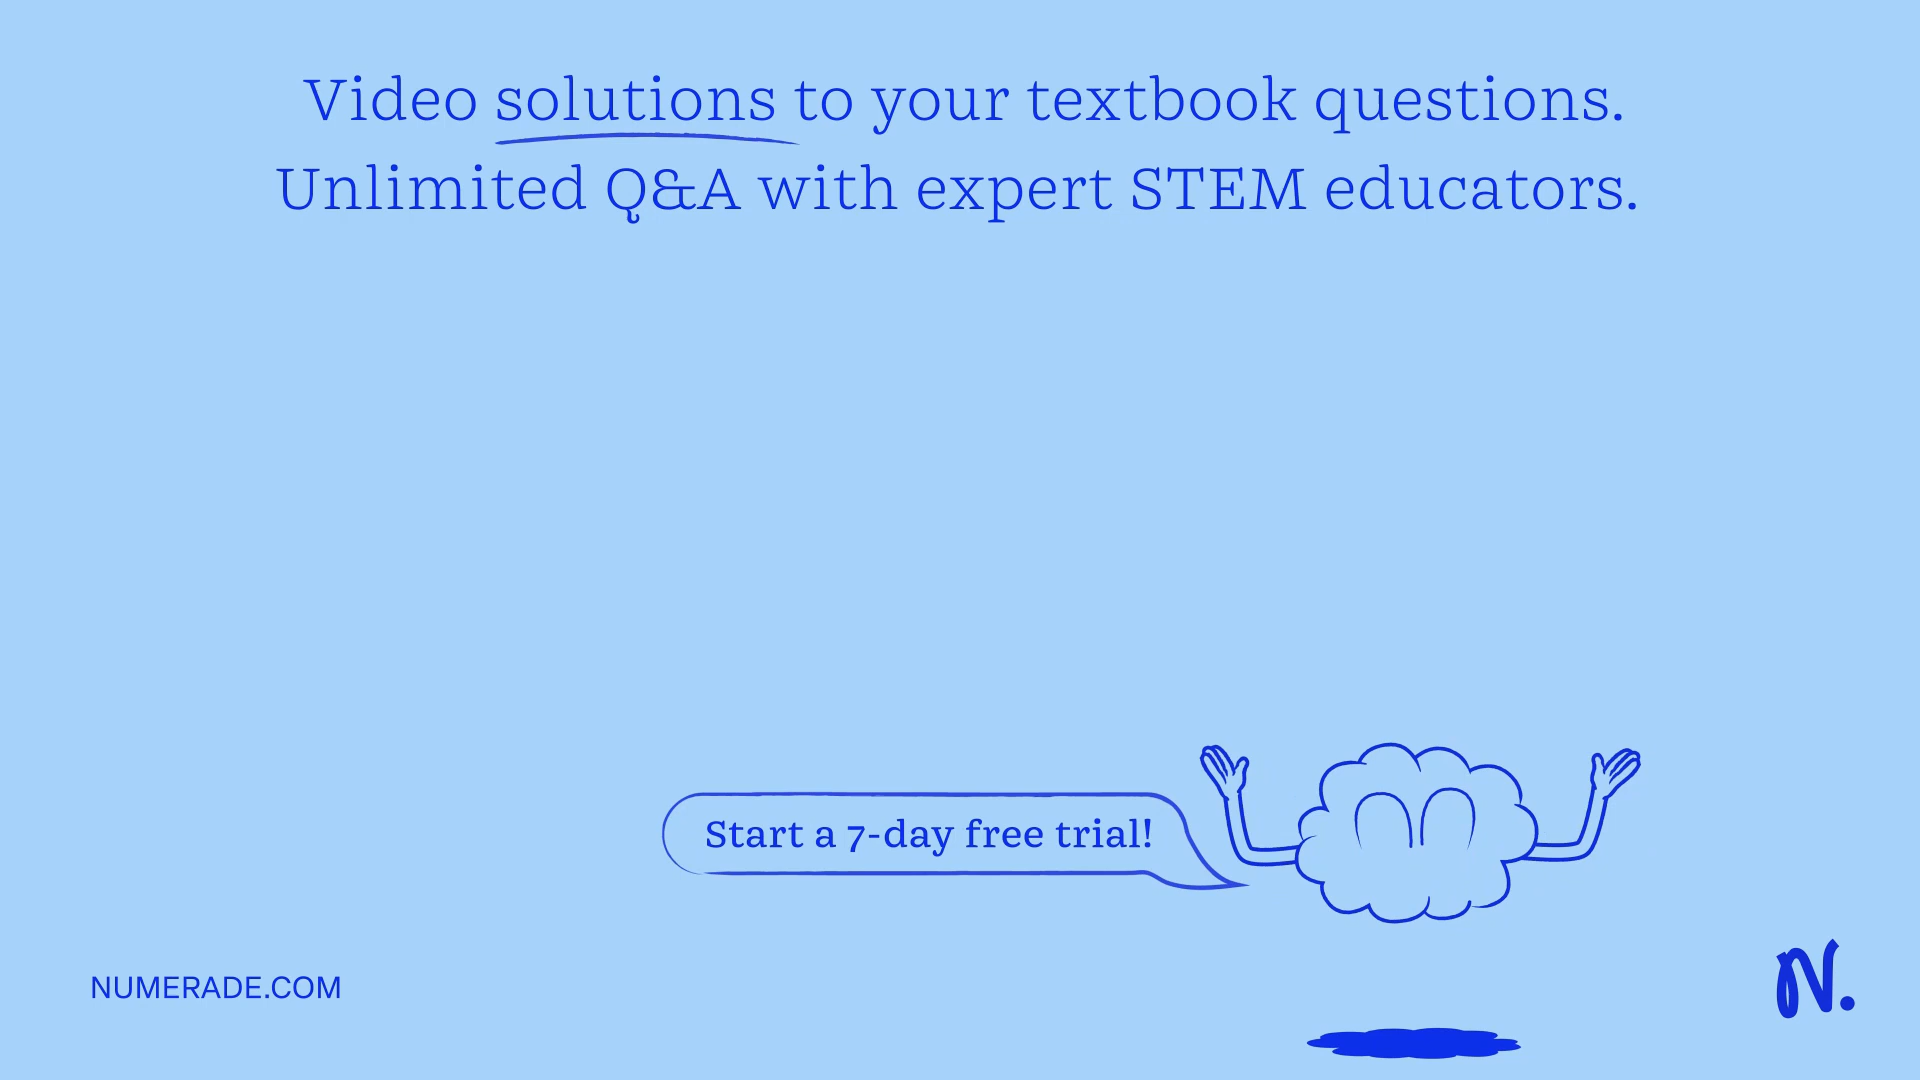 Video solutions to your textbook questions.
Unlimited Q&A with expert STEM educators.
Start a 7-day free trial!
NUMERADE.COM
N.